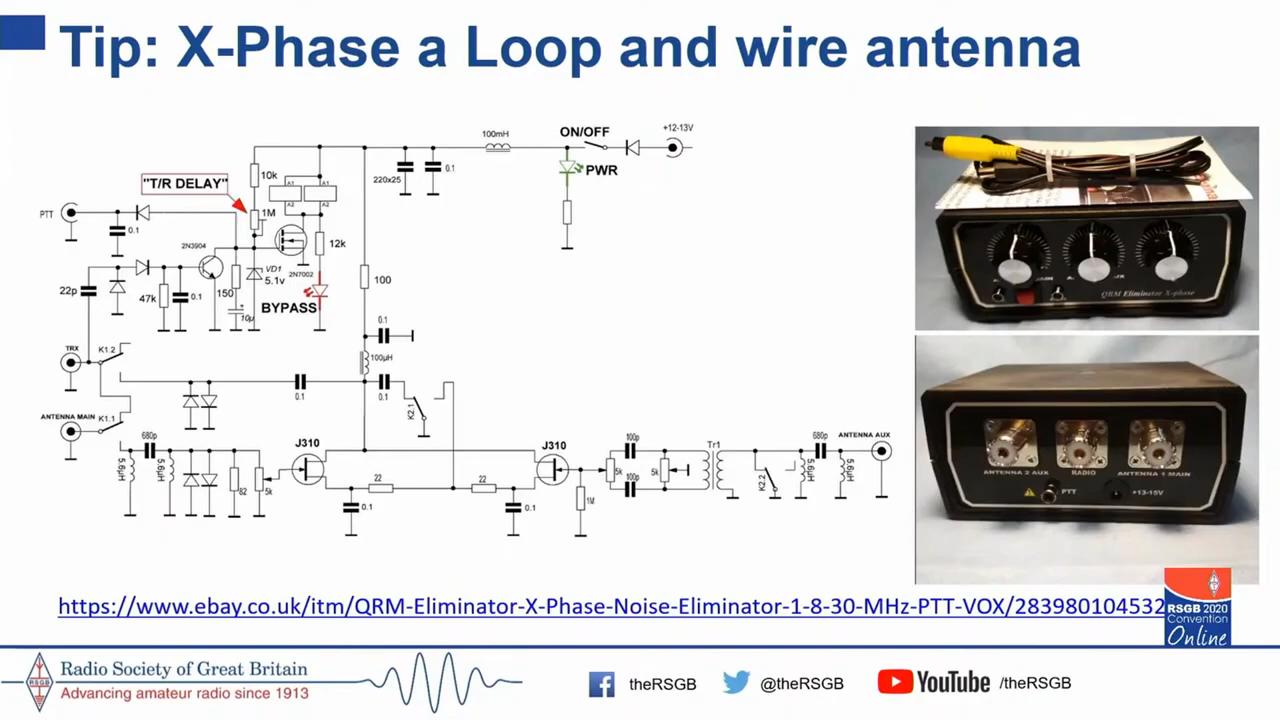 Tip: X-Phase a Loop and wire antenna
100mH
ON/OFF
+12-13V
PWR
220x25
0.1
10k
"T/R DELAY"
1M
A1
A1
A2
A2
PTT
0.1
2N3904
12k
2N7002
VD1
5.1v
BYPASS
100
22p
47k
0.1
150
10µ
0.1
100µH
TRX
K1.2
0.1
0.1
K2.1
ANTENNA MAIN
K1.1
680p
5.6µH
5.6µH
82
5k
J310
J310
22
22
0.1
0.1
1M
5k
100p
100p
5k
Tr1
K2.2
680p
5.6µH
5.6µH
ANTENNA AUX
QRM Eliminator X-phase
ANTENNA 2 AUX
RADIO
ANTENNA 1 MAIN
PTT
+13-15V
https://www.ebay.co.uk/itm/QRM-Eliminator-X-Phase-Noise-Eliminator-1-8-30-MHz-PTT-VOX/283980104532
RSGB 2020
Convention
Online
RSGB
Radio Society of Great Britain
Advancing amateur radio since 1913
theRSGB
@theRSGB
YouTube /theRSGB